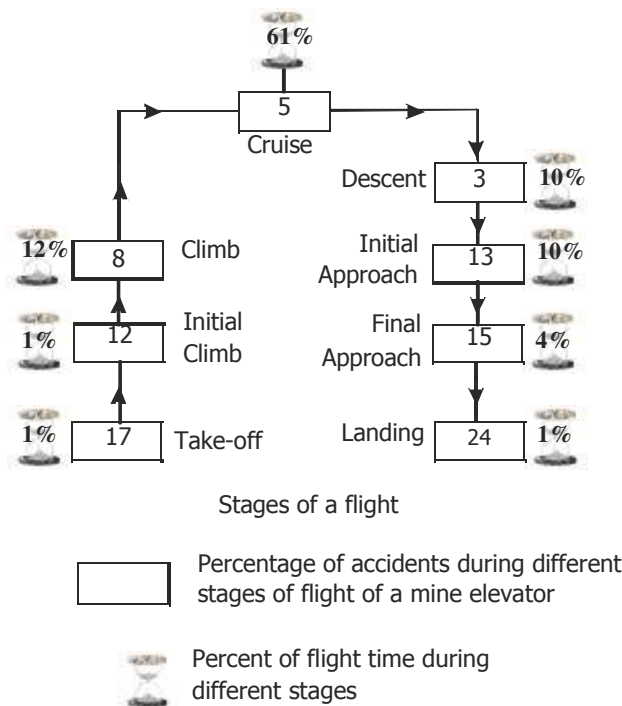 61%
5
Cruise
Descent
3
10%
12%
8
Climb
Initial
Approach
13
10%
1%
12
Initial
Climb
Final
Approach
15
4%
1%
17
Take-off
Landing
24
1%
Stages of a flight
Percentage of accidents during different
stages of flight of a mine elevator
Percent of flight time during
different stages